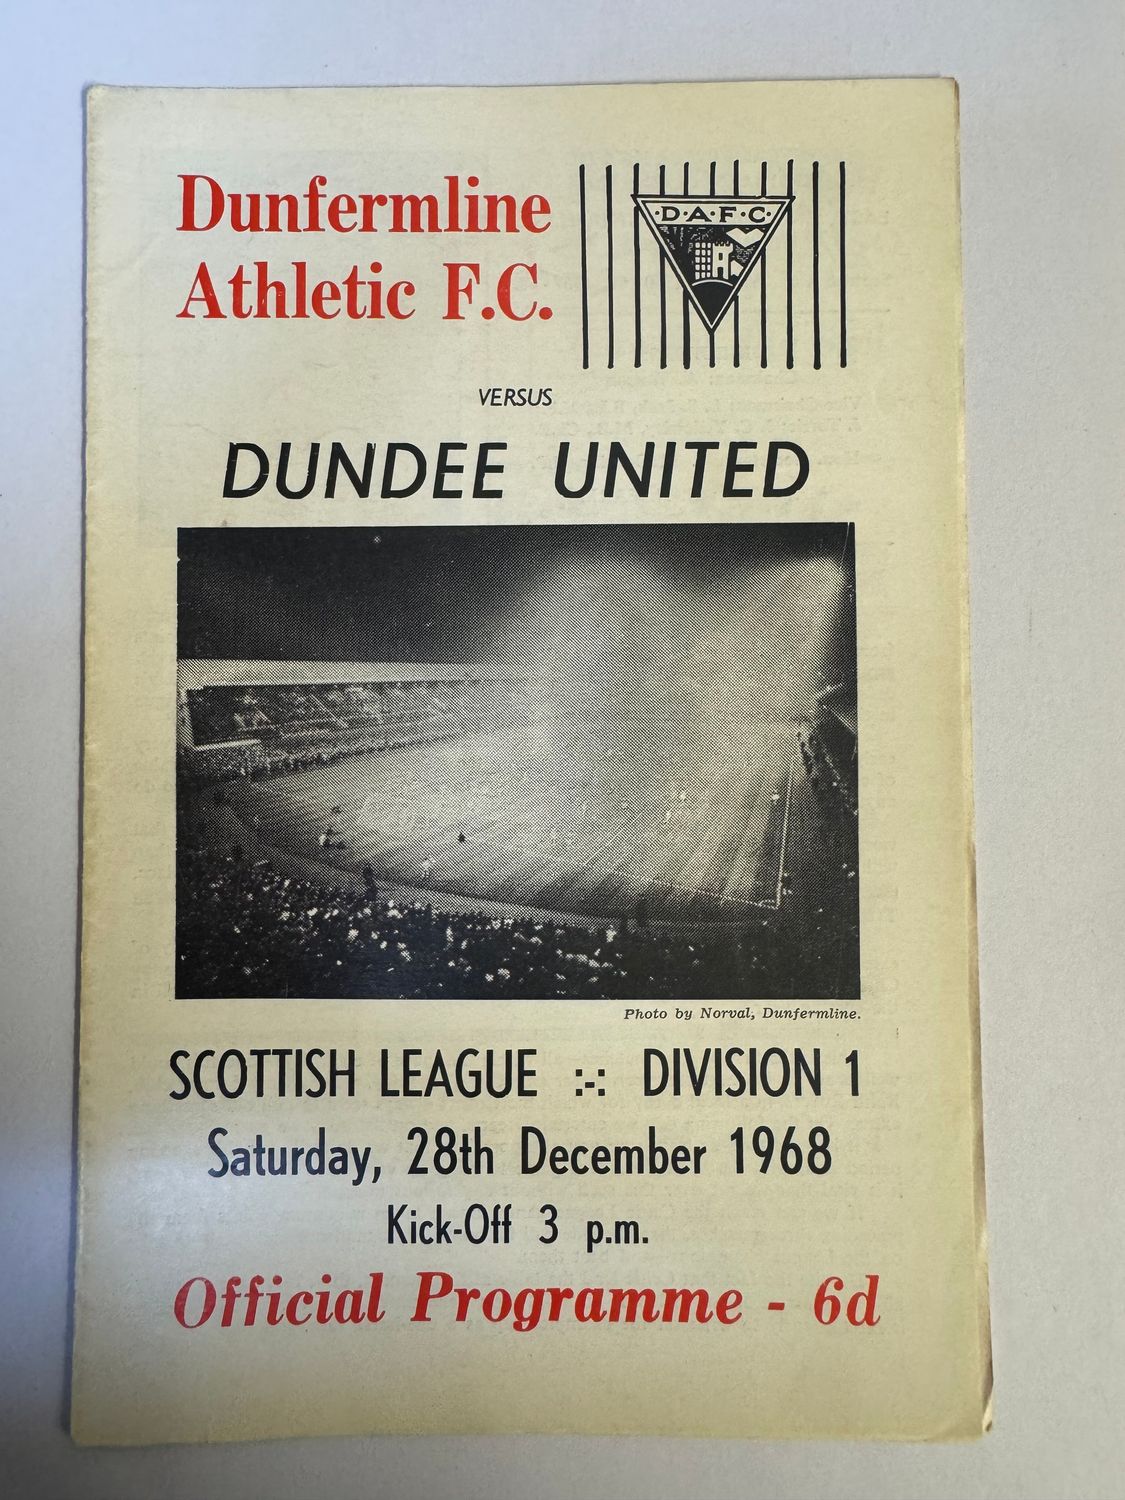 Dunfermline
Athletic F.C.
·D·A·F·C·
VERSUS
DUNDEE UNITED
Photo by Norval, Dunfermline.
SCOTTISH LEAGUE :-: DIVISION 1
Saturday, 28th December 1968
Kick-Off 3 p.m.
Official Programme - 6d